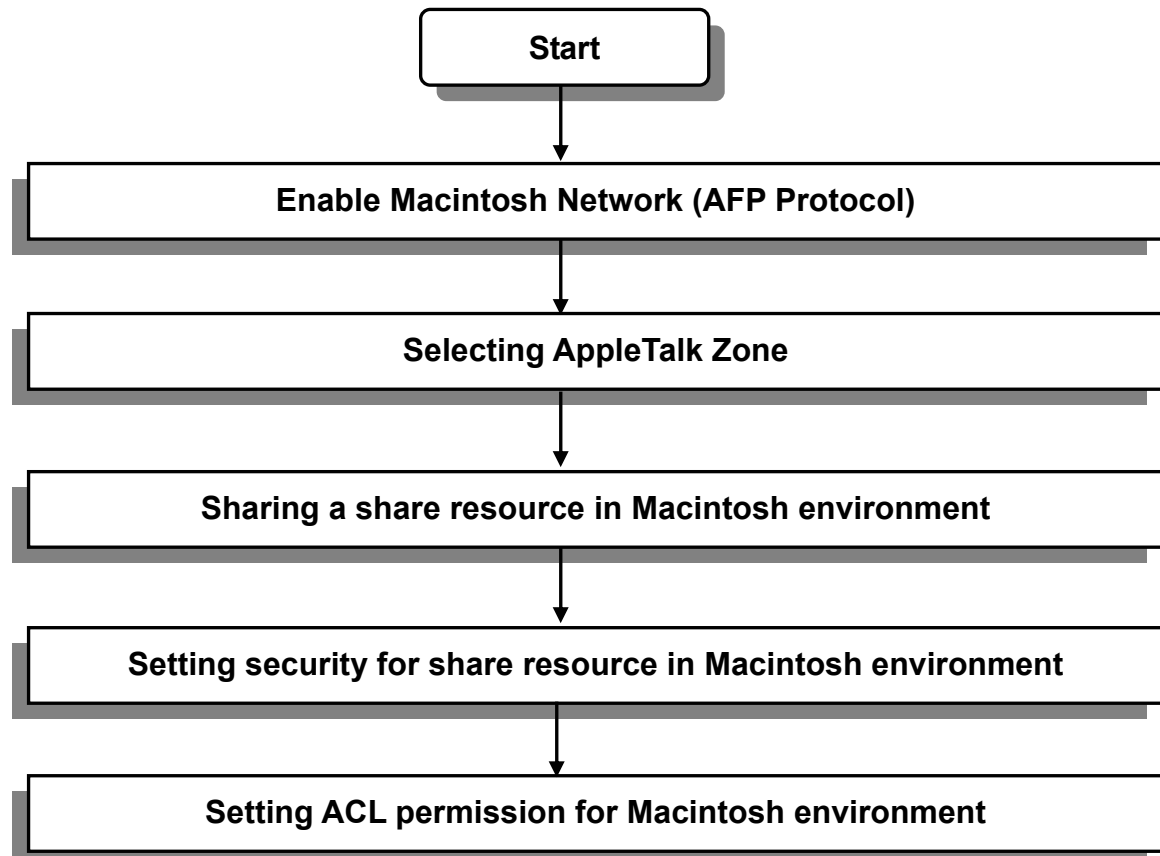 Start
Enable Macintosh Network (AFP Protocol)
Selecting AppleTalk Zone
Sharing a share resource in Macintosh environment
Setting security for share resource in Macintosh environment
Setting ACL permission for Macintosh environment